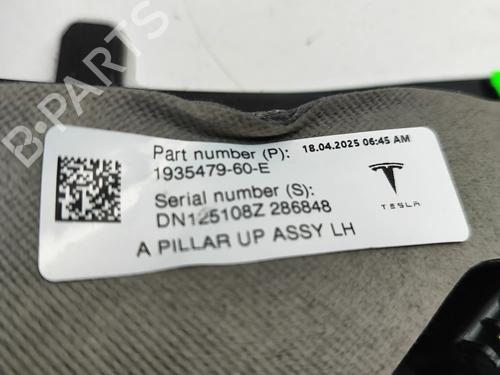 B-PARTS
Part number (P): 18.04.2025 06:45 AM
1935479-60-E
Serial number (S):
DN125108Z 286848
TESLA
A PILLAR UP ASSY LH